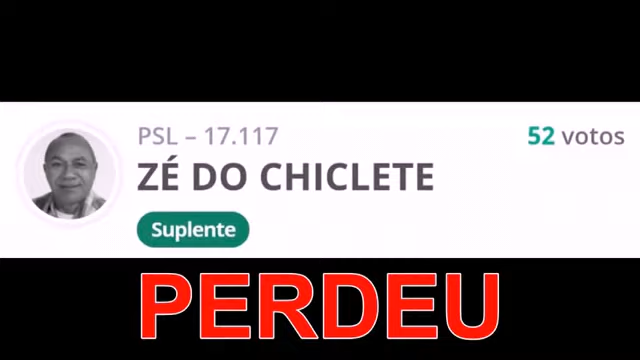 PSL – 17.117
52 votos
ZÉ DO CHICLETE
Suplente
PERDEU